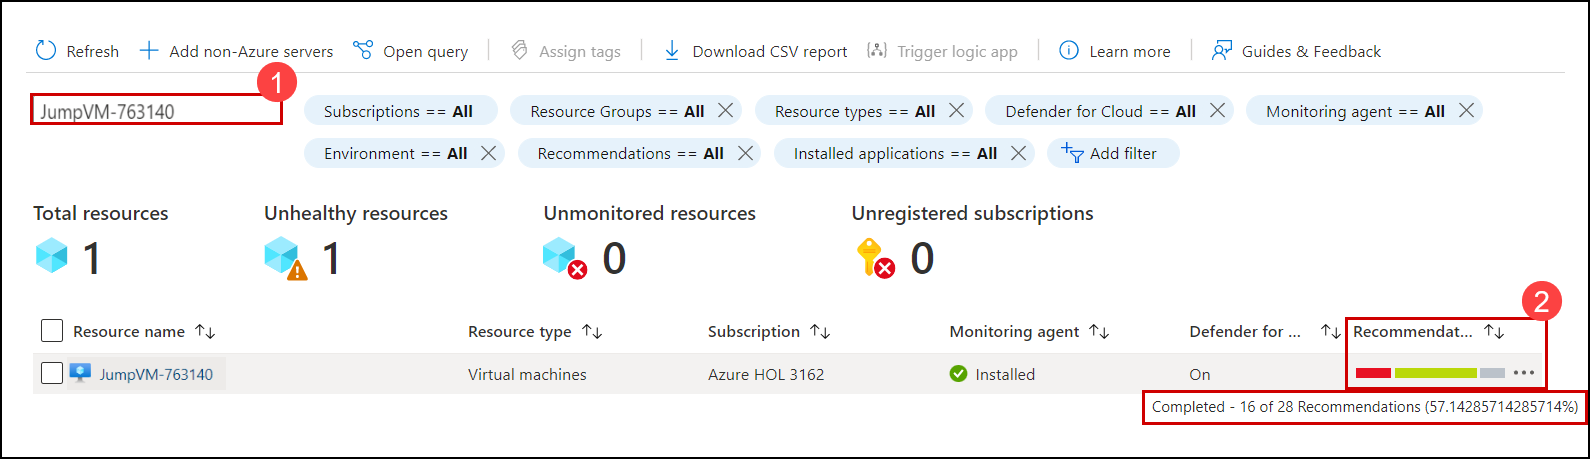 Refresh Add non-Azure servers Open query Assign tags Download CSV report Trigger logic app Learn more Guides & Feedback
1
JumpVM-763140 Subscriptions == All Resource Groups == All Resource types == All Defender for Cloud == All Monitoring agent == All
Environment == All Recommendations == All Installed applications == All Add filter
Total resources Unhealthy resources Unmonitored resources Unregistered subscriptions
1 1 0 0
2
Resource name Resource type Subscription Monitoring agent Defender for ... Recommendat...
JumpVM-763140 Virtual machines Azure HOL 3162 Installed On
Completed - 16 of 28 Recommendations (57.14285714285714%)